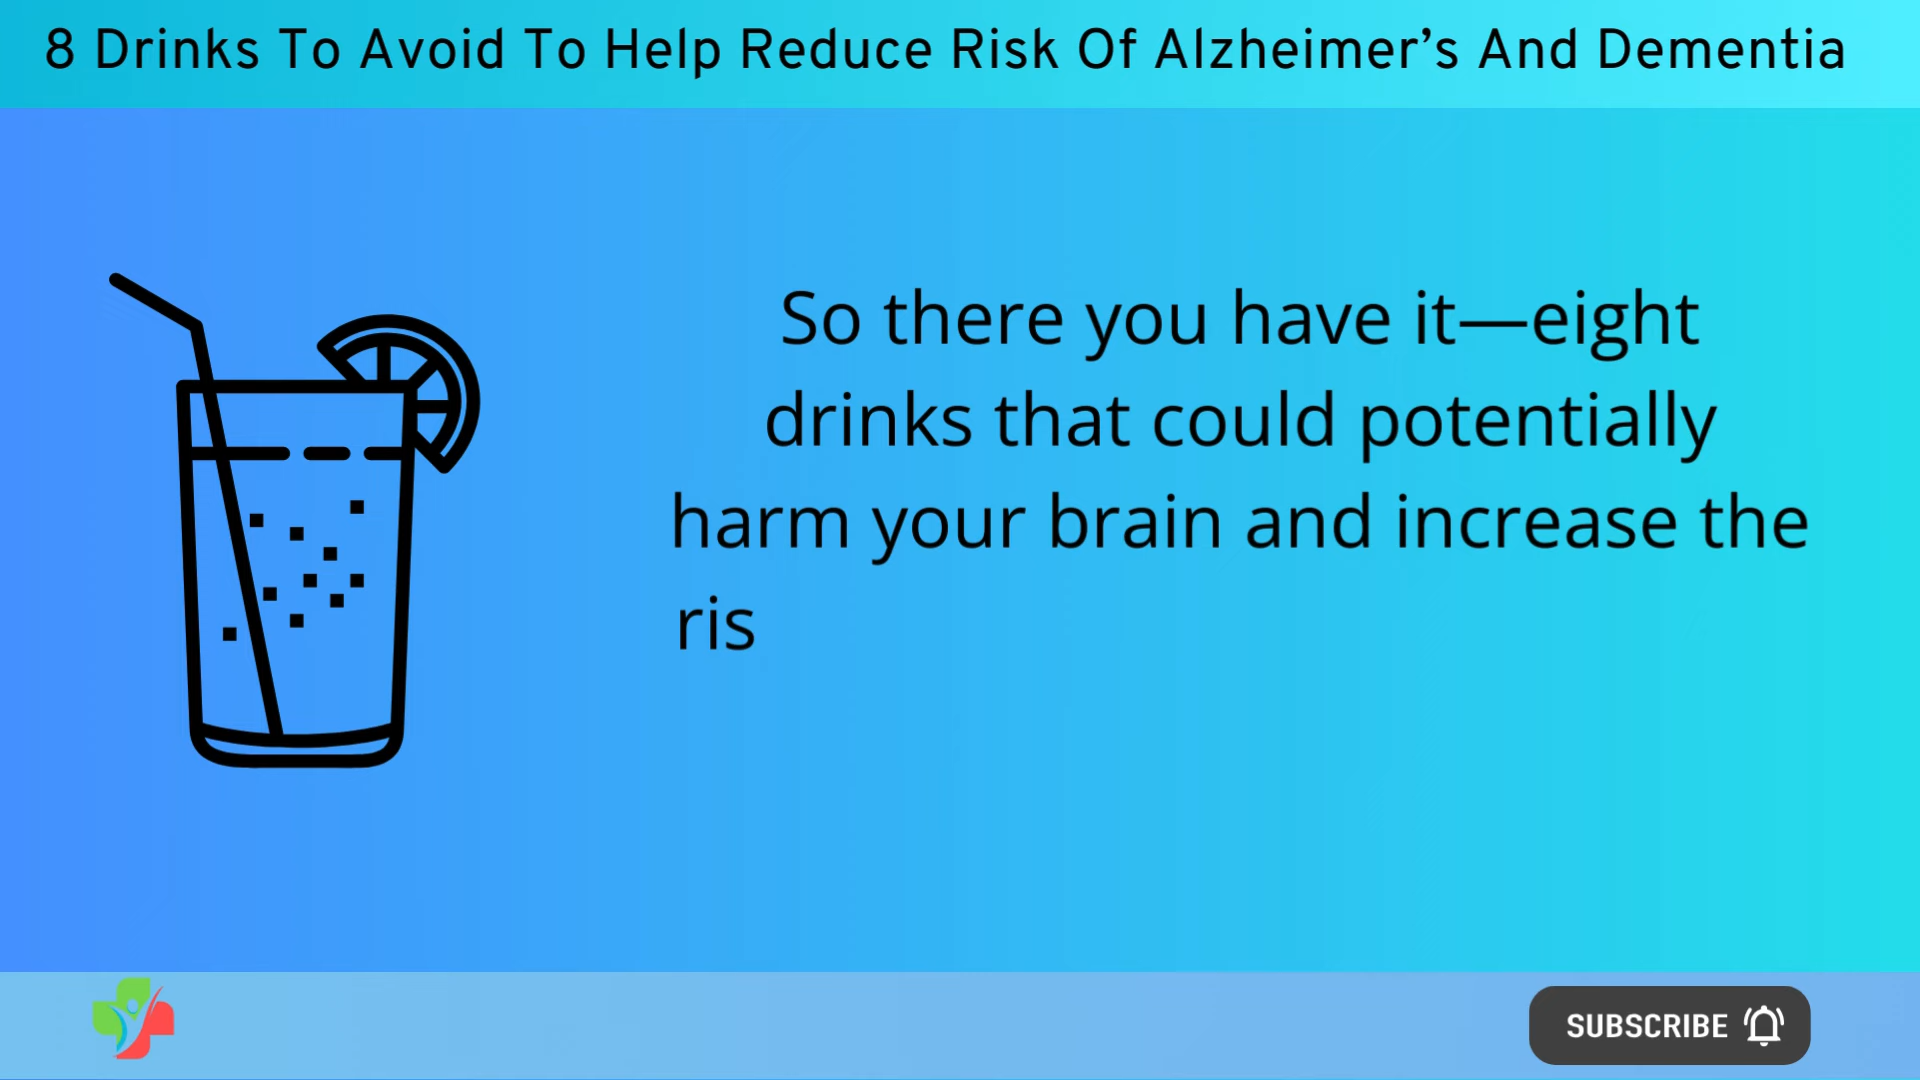 8 Drinks To Avoid To Help Reduce Risk Of Alzheimer’s And Dementia
So there you have it—eight
drinks that could potentially
harm your brain and increase the
ris
SUBSCRIBE